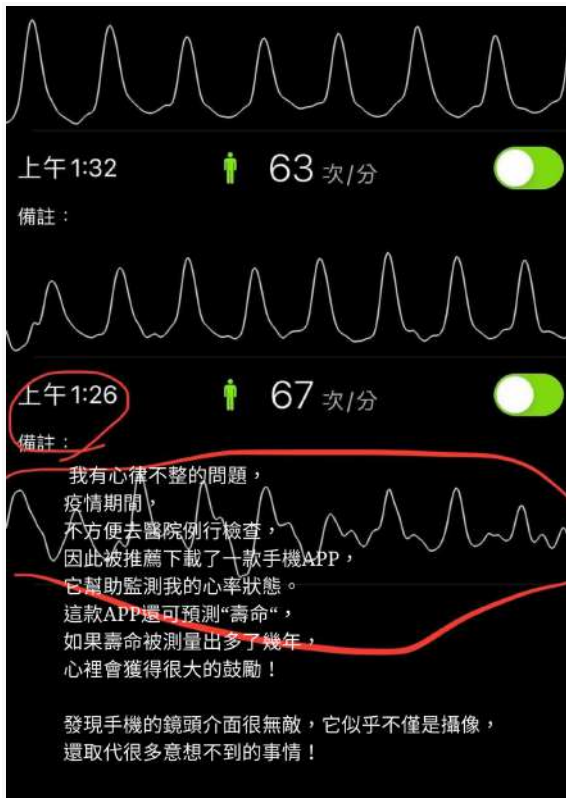 上午1:32 63 次/分
備註：
上午1:26 67 次/分
備註：
我有心律不整的問題，
疫情期間，
不方便去醫院例行檢查，
因此被推薦下載了一款手機APP，
它幫助監測我的心率狀態。
這款APP還可預測“壽命“，
如果壽命被測量出多了幾年，
心裡會獲得很大的鼓勵！
發現手機的鏡頭介面很無敵，它似乎不僅是攝像，
還取代很多意想不到的事情！